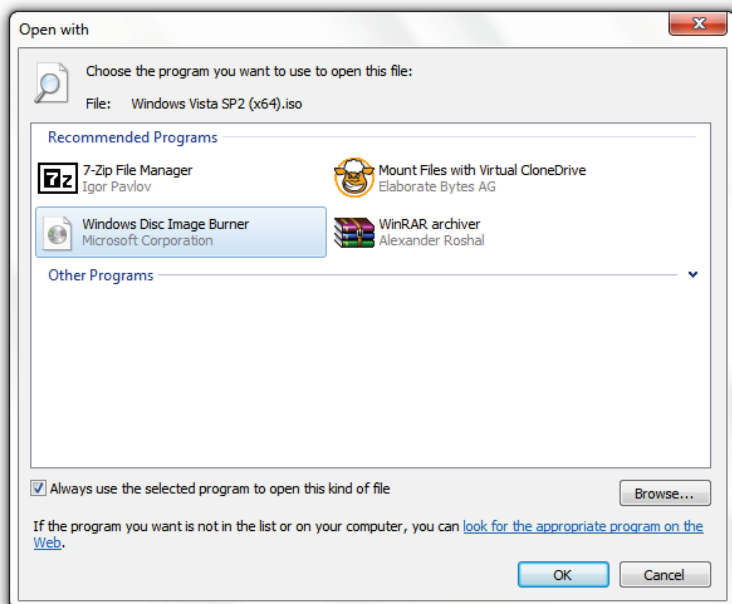 Open with
Choose the program you want to use to open this file:
File: Windows Vista SP2 (x64).iso
Recommended Programs
7z
7-Zip File Manager
Igor Pavlov
Mount Files with Virtual CloneDrive
Elaborate Bytes AG
Windows Disc Image Burner
Microsoft Corporation
WinRAR archiver
Alexander Roshal
Other Programs
Always use the selected program to open this kind of file
Browse...
If the program you want is not in the list or on your computer, you can look for the appropriate program on the
Web.
OK
Cancel